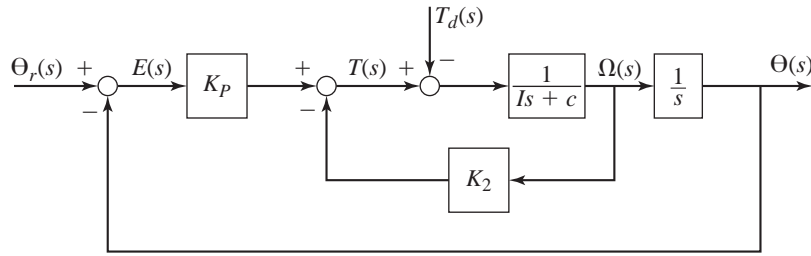 T_d(s)
Θ_r(s) + − E(s) K_P + − T(s) + − 1/(Is + c) Ω(s) 1/s Θ(s)
K_2